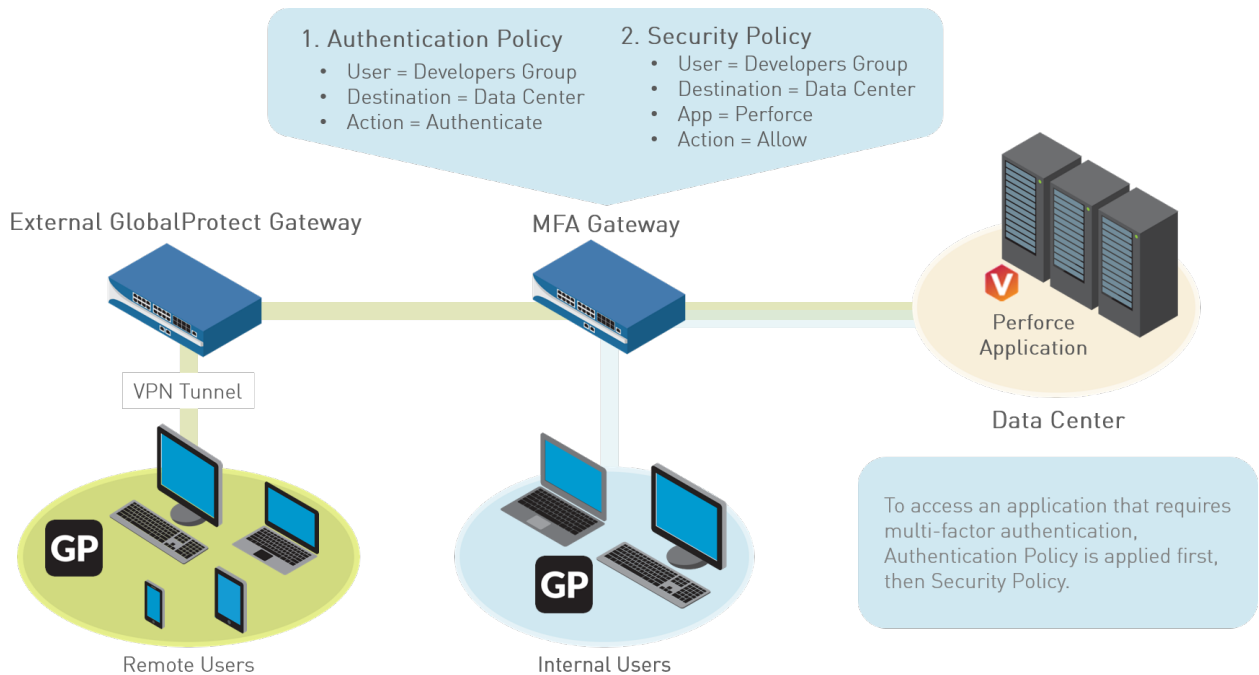 1. Authentication Policy
• User = Developers Group
• Destination = Data Center
• Action = Authenticate
2. Security Policy
• User = Developers Group
• Destination = Data Center
• App = Perforce
• Action = Allow
External GlobalProtect Gateway
MFA Gateway
V
Perforce
Application
VPN Tunnel
Data Center
GP
GP
To access an application that requires
multi-factor authentication,
Authentication Policy is applied first,
then Security Policy.
Remote Users
Internal Users